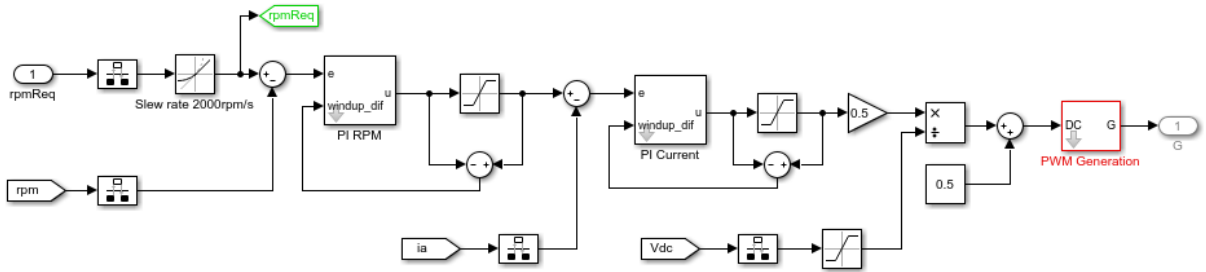 rpmReq
1
rpmReq
Slew rate 2000rpm/s
+
−
e
u
windup_dif
PI RPM
− +
+
−
e
u
windup_dif
PI Current
− +
0.5
×
÷
+
+
0.5
DC
G
PWM Generation
1
G
rpm
ia
Vdc